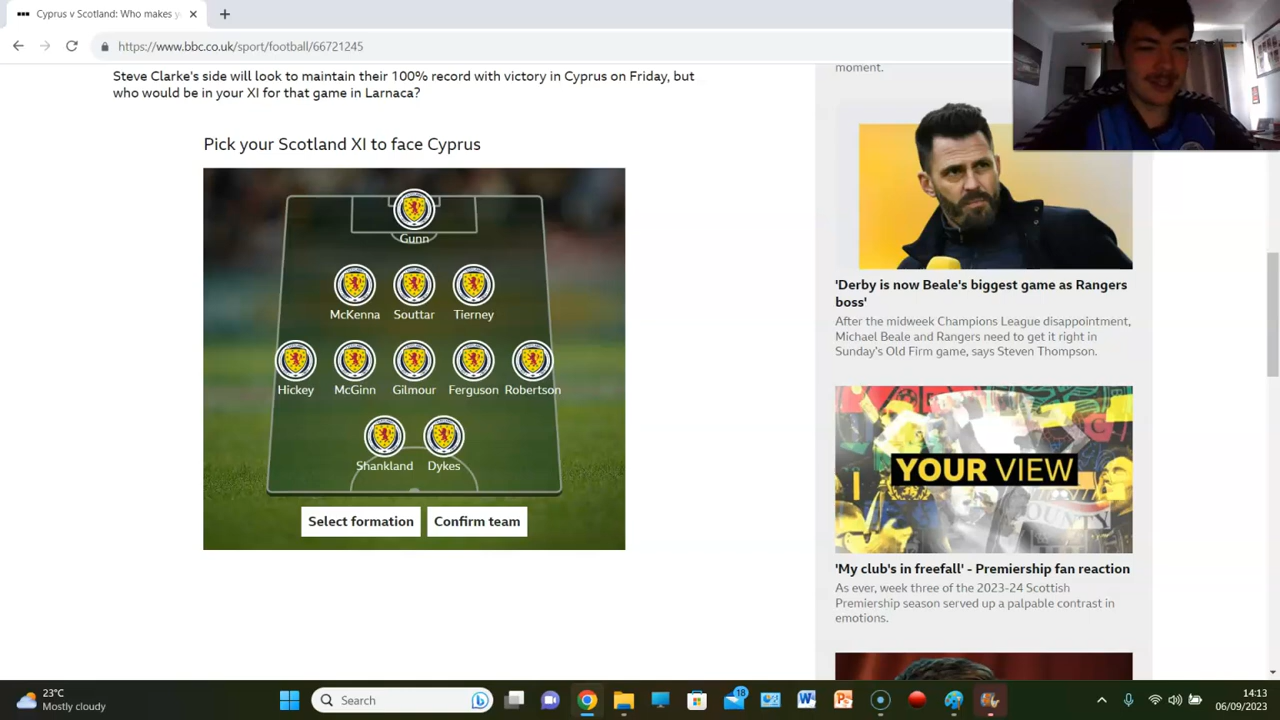 Cyprus v Scotland: Who makes y
https://www.bbc.co.uk/sport/football/66721245
Steve Clarke's side will look to maintain their 100% record with victory in Cyprus on Friday, but
who would be in your XI for that game in Larnaca?
Pick your Scotland XI to face Cyprus
Gunn
McKenna Souttar Tierney
Hickey McGinn Gilmour Ferguson Robertson
Shankland Dykes
Select formation Confirm team
moment.
'Derby is now Beale's biggest game as Rangers
boss'
After the midweek Champions League disappointment,
Michael Beale and Rangers need to get it right in
Sunday's Old Firm game, says Steven Thompson.
YOUR VIEW
COUNTY
'My club's in freefall' - Premiership fan reaction
As ever, week three of the 2023-24 Scottish
Premiership season served up a palpable contrast in
emotions.
23°C
Mostly cloudy
Search
18
14:13
06/09/2023